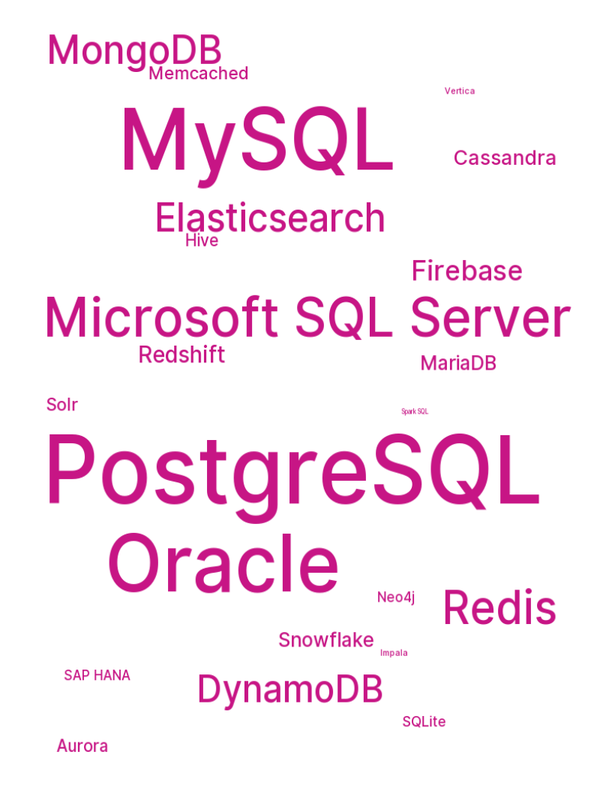 MongoDB
Memcached
Vertica
MySQL
Cassandra
Elasticsearch
Hive
Firebase
Microsoft SQL Server
Redshift
MariaDB
Solr
Spark SQL
PostgreSQL
Oracle
Neo4j
Redis
Snowflake
Impala
SAP HANA
DynamoDB
SQLite
Aurora